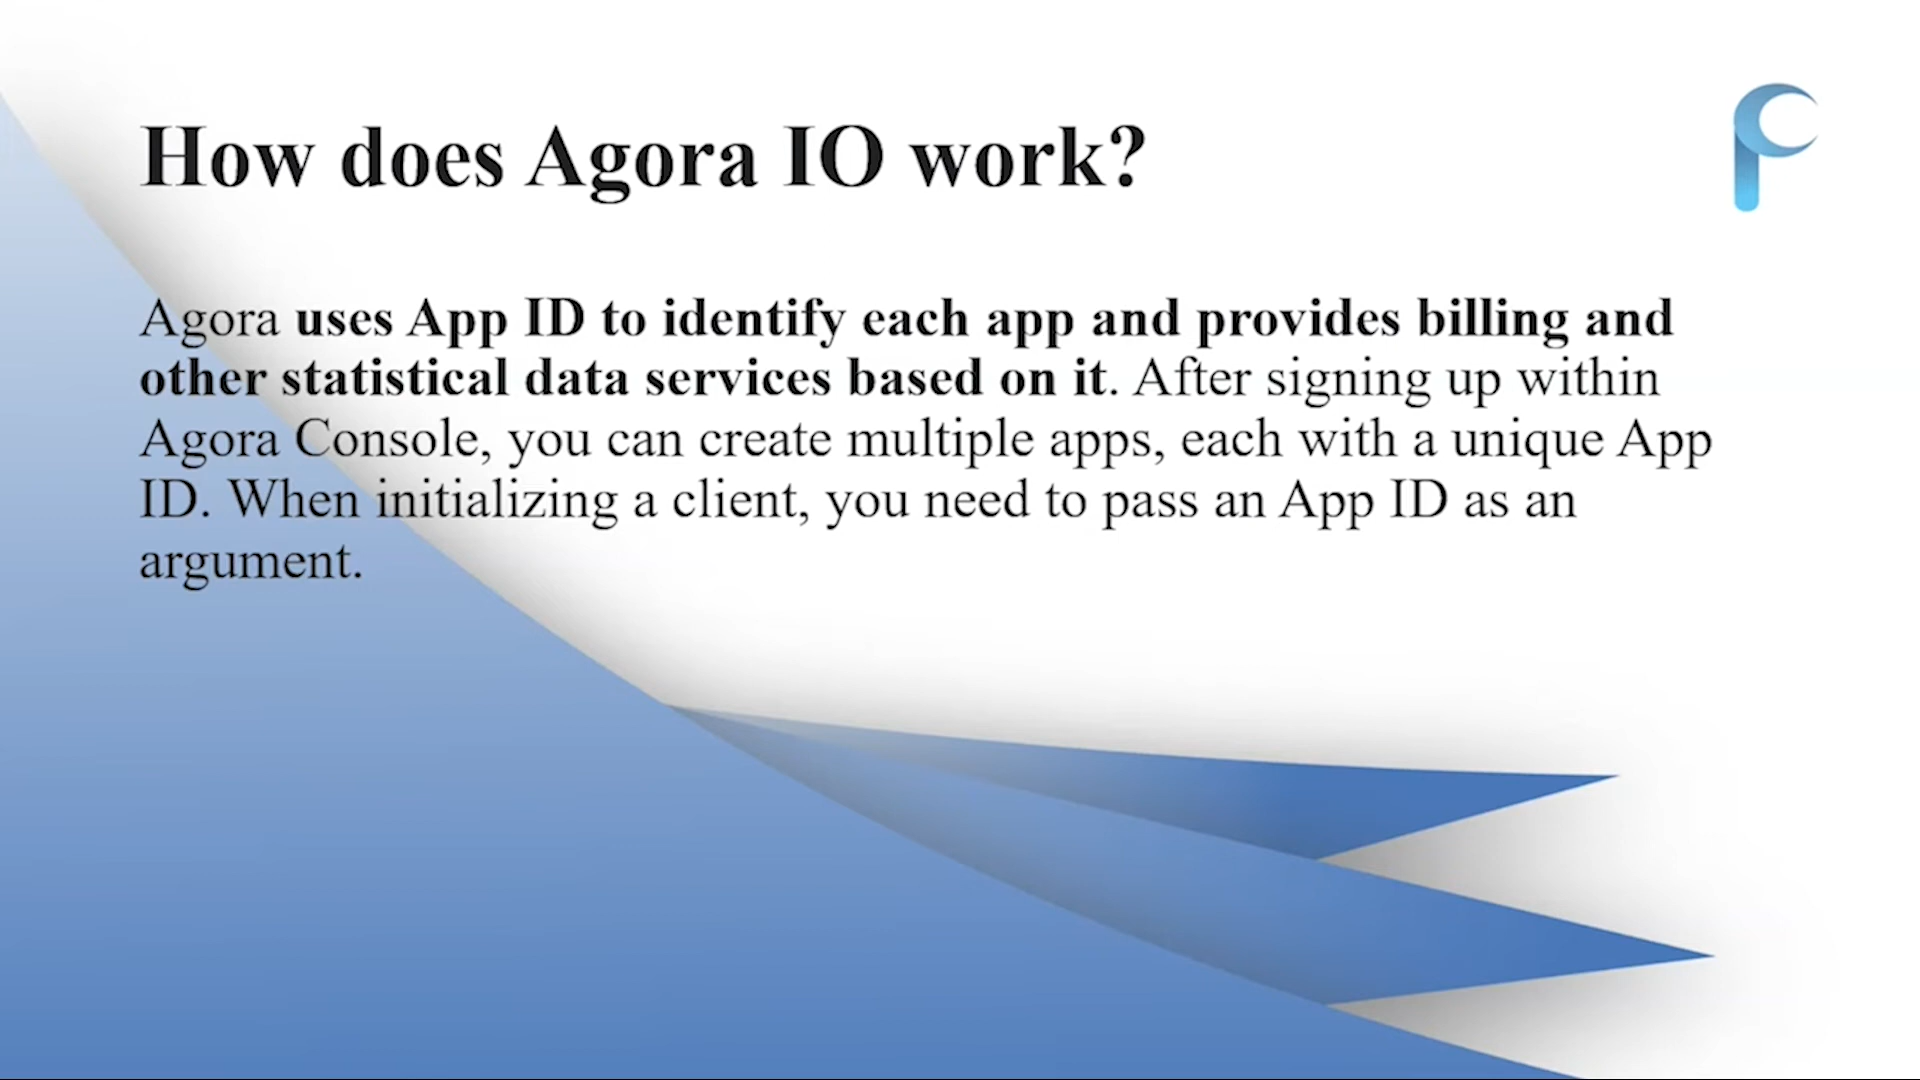 How does Agora IO work?
Agora uses App ID to identify each app and provides billing and
other statistical data services based on it. After signing up within
Agora Console, you can create multiple apps, each with a unique App
ID. When initializing a client, you need to pass an App ID as an
argument.